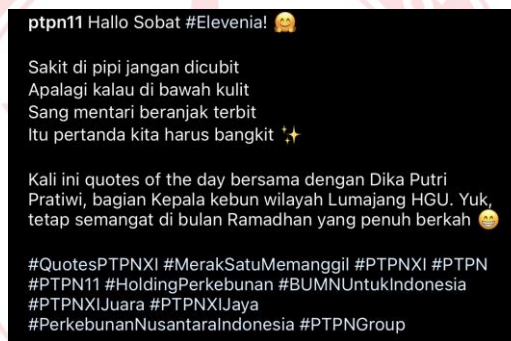 ptpn11 Hallo Sobat #Elevenia! 🤗
Sakit di pipi jangan dicubit
Apalagi kalau di bawah kulit
Sang mentari beranjak terbit
Itu pertanda kita harus bangkit ✨
Kali ini quotes of the day bersama dengan Dika Putri
Pratiwi, bagian Kepala kebun wilayah Lumajang HGU. Yuk,
tetap semangat di bulan Ramadhan yang penuh berkah 😁
#QuotesPTPNXI #MerakSatuMemanggil #PTPNXI #PTPN
#PTPN11 #HoldingPerkebunan #BUMNUntukIndonesia
#PTPNXIJuara #PTPNXIJaya
#PerkebunanNusantaraIndonesia #PTPNGroup